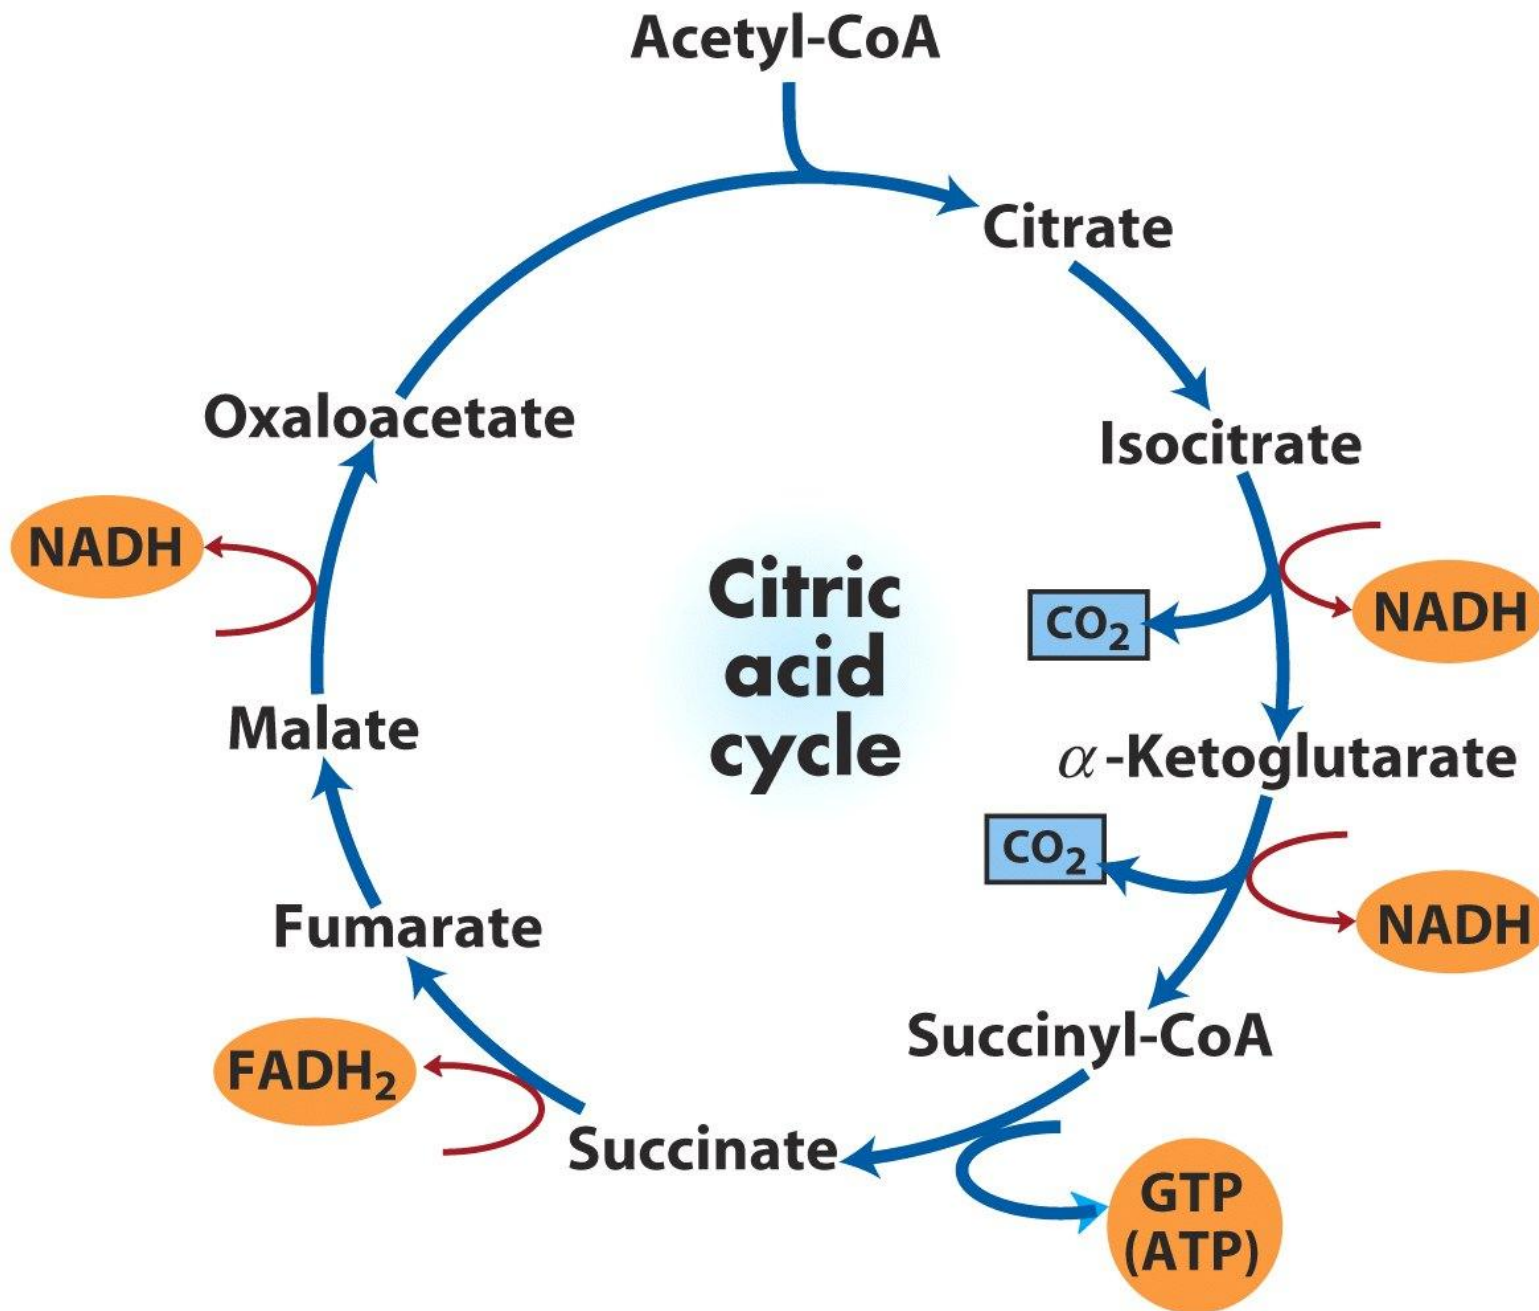 Acetyl-CoA
Citrate
Oxaloacetate
Isocitrate
NADH
Citric
acid
cycle
CO₂
NADH
Malate
α-Ketoglutarate
CO₂
NADH
Fumarate
Succinyl-CoA
FADH₂
Succinate
GTP
(ATP)